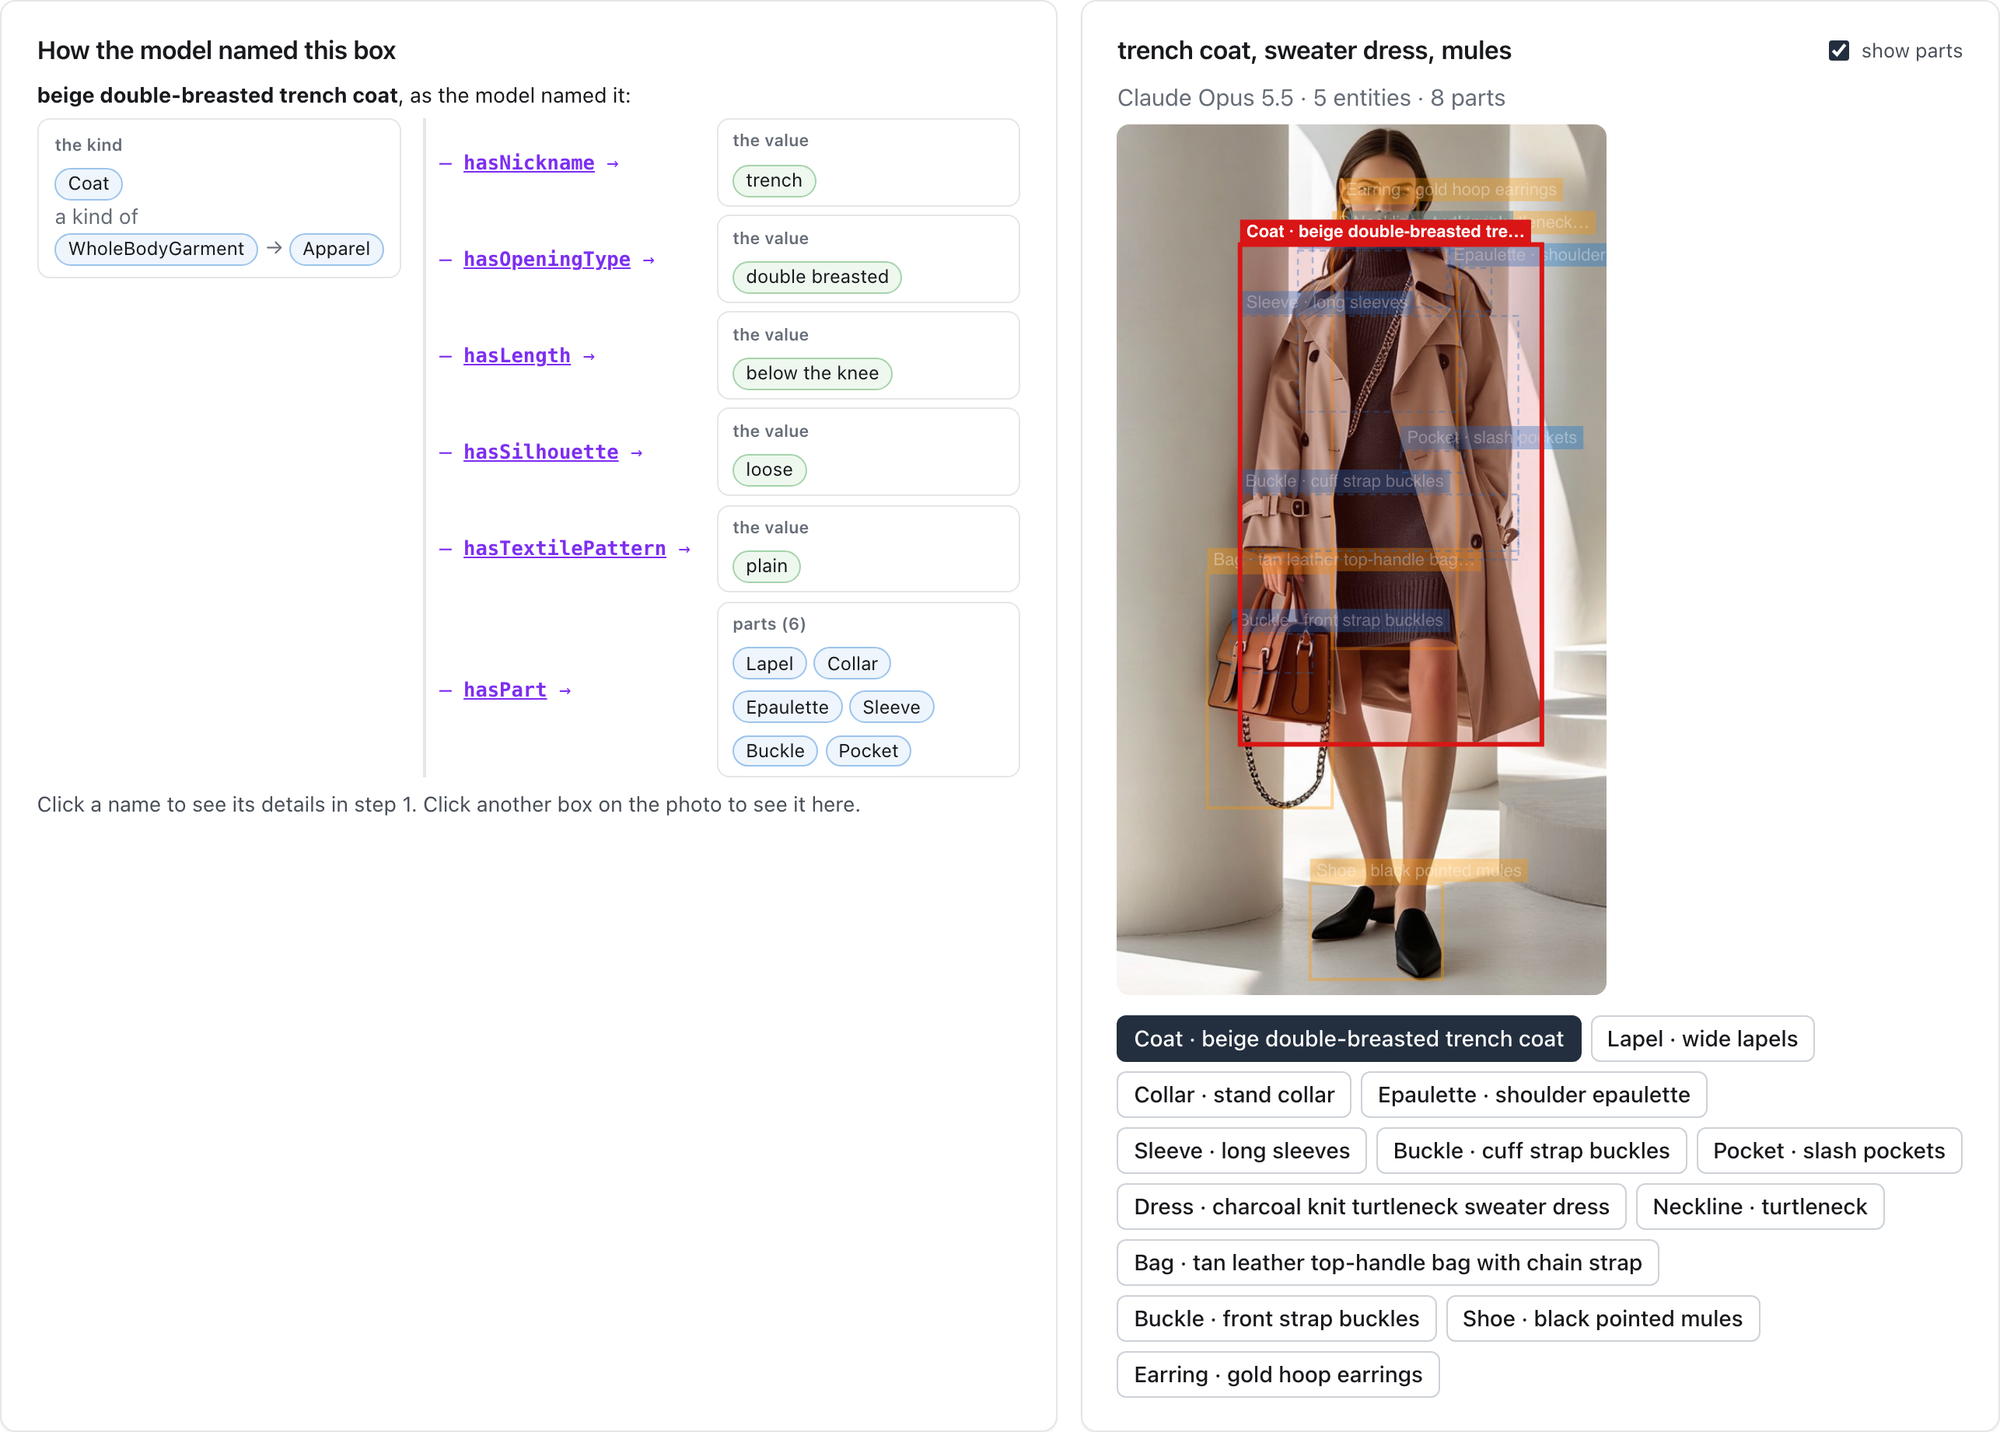 How the model named this box
beige double-breasted trench coat, as the model named it:
the kind
Coat
a kind of
WholeBodyGarment → Apparel
– hasNickname →
the value
trench
– hasOpeningType →
the value
double breasted
– hasLength →
the value
below the knee
– hasSilhouette →
the value
loose
– hasTextilePattern →
the value
plain
– hasPart →
parts (6)
Lapel Collar
Epaulette Sleeve
Buckle Pocket
Click a name to see its details in step 1. Click another box on the photo to see it here.
trench coat, sweater dress, mules
show parts
Claude Opus 5.5 · 5 entities · 8 parts
Earring · gold hoop earrings
tleneck…
Coat · beige double-breasted tre…
Epaulette · shoulder
Sleeve · long sleeves
Pocket · slash pockets
Buckle · cuff strap buckles
Bag · tan leather top-handle bag…
Buckle · front strap buckles
Shoe · black pointed mules
Coat · beige double-breasted trench coat
Lapel · wide lapels
Collar · stand collar
Epaulette · shoulder epaulette
Sleeve · long sleeves
Buckle · cuff strap buckles
Pocket · slash pockets
Dress · charcoal knit turtleneck sweater dress
Neckline · turtleneck
Bag · tan leather top-handle bag with chain strap
Buckle · front strap buckles
Shoe · black pointed mules
Earring · gold hoop earrings